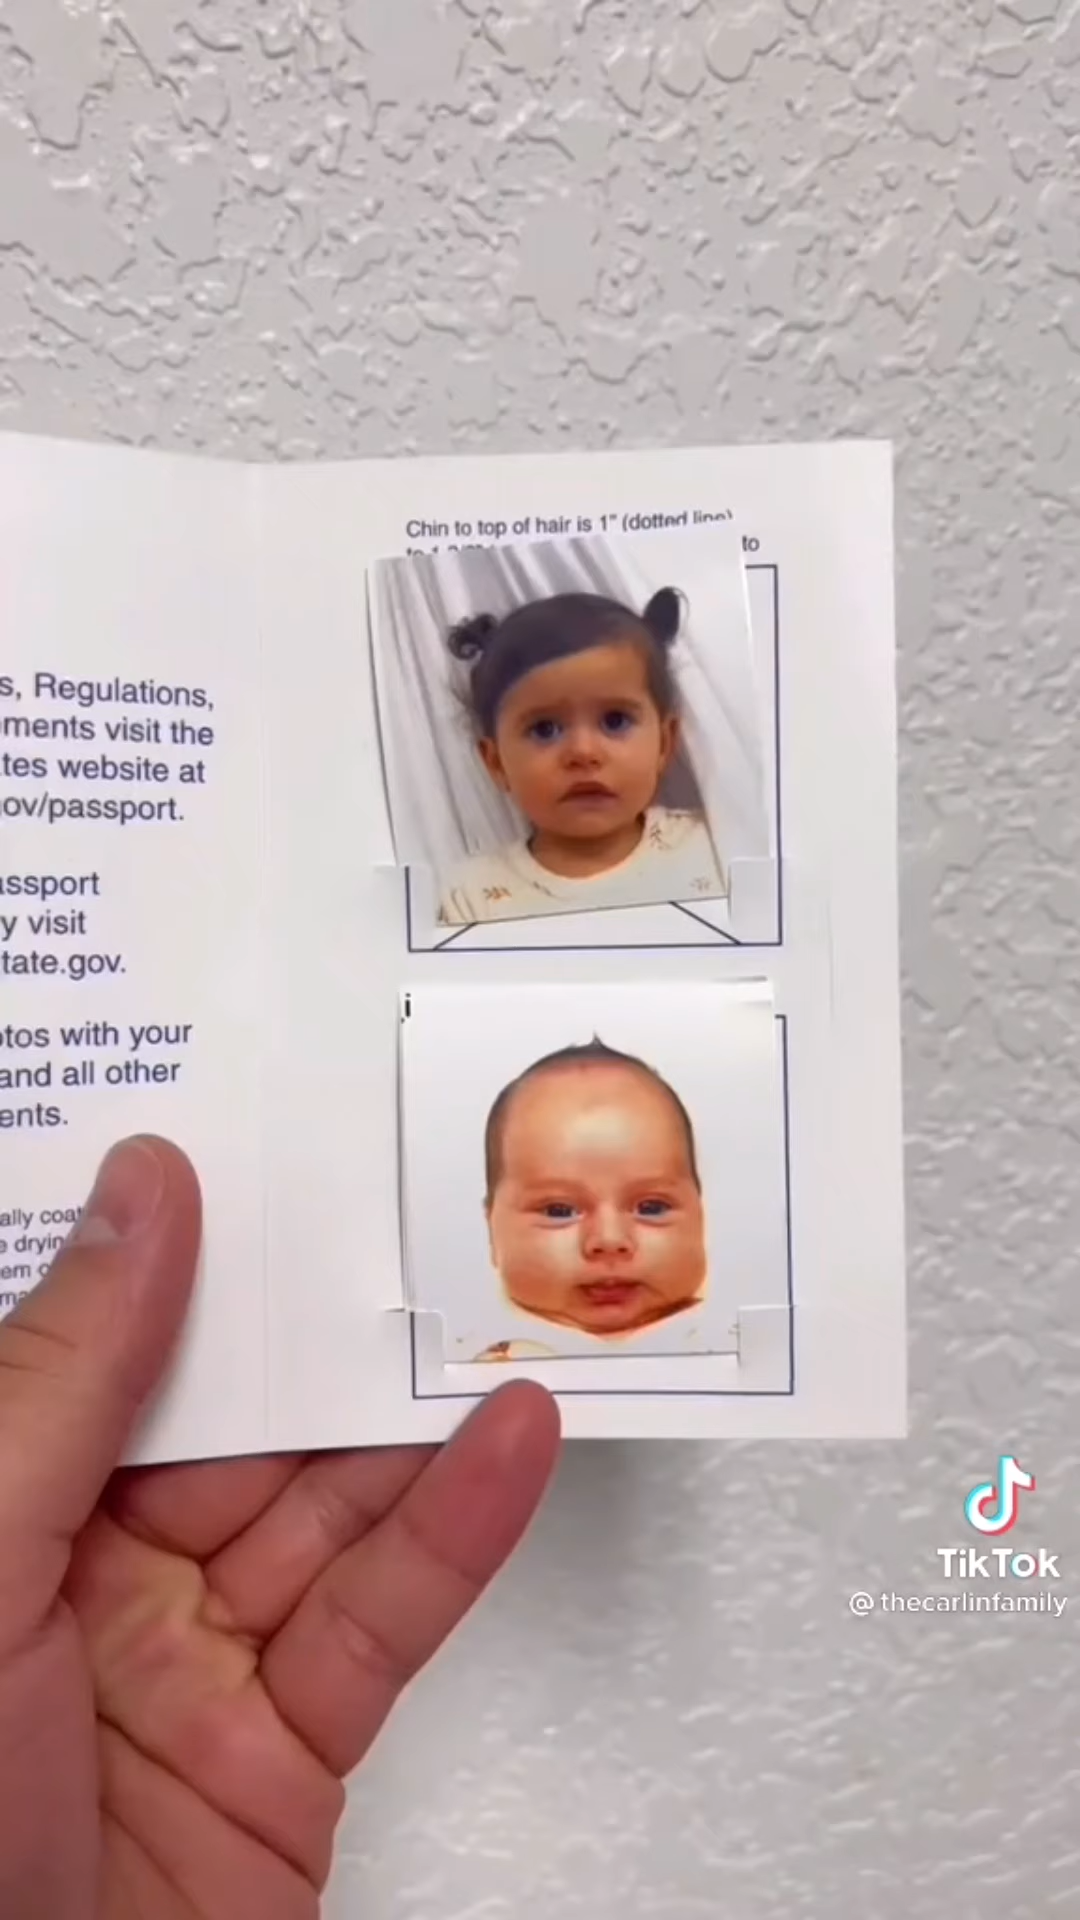 s, Regulations,
ments visit the
tes website at
ov/passport.
assport
y visit
tate.gov.
otos with your
and all other
ents.
ally coat
e dryin
em
Chin to top of hair is 1" (dotted line)
to
i
TikTok
@thecarlinfamily